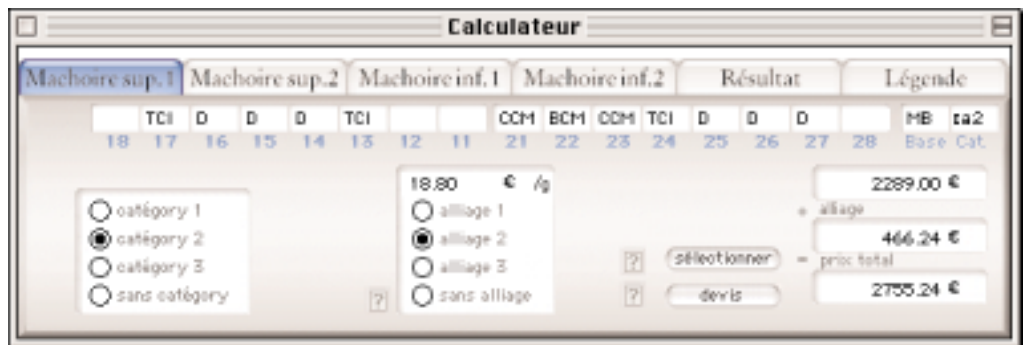 Calculateur
Machoire sup.1 Machoire sup.2 Machoire inf.1 Machoire inf.2 Résultat Légende
TCI D D D TCI CCM BCM CCM TCI D D D MB ta2
18 17 16 15 14 13 12 11 21 22 23 24 25 26 27 28 Base Cat.
18.80 € /g 2289.00 €
catégory 1 alliage 1 + alliage
catégory 2 alliage 2 466.24 €
catégory 3 alliage 3 ? sélectionner = prix total
sans catégory ? sans alliage ? devis 2755.24 €